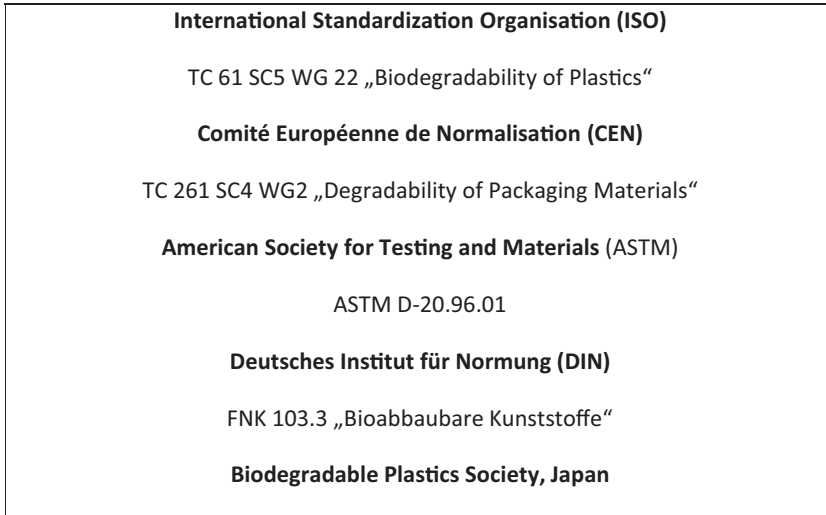 International Standardization Organisation (ISO)
TC 61 SC5 WG 22 „Biodegradability of Plastics“
Comité Européenne de Normalisation (CEN)
TC 261 SC4 WG2 „Degradability of Packaging Materials“
American Society for Testing and Materials (ASTM)
ASTM D-20.96.01
Deutsches Institut für Normung (DIN)
FNK 103.3 „Bioabbaubare Kunststoffe“
Biodegradable Plastics Society, Japan